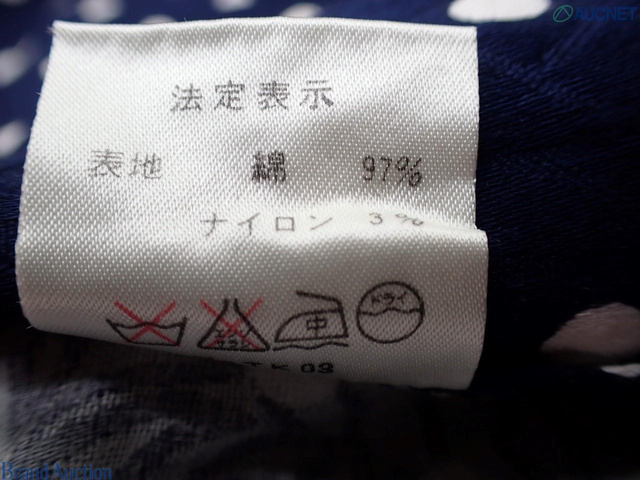 AUCNET
法定表示
表地 綿 97%
ナイロン 3%
中 ドライ
Brand Auction